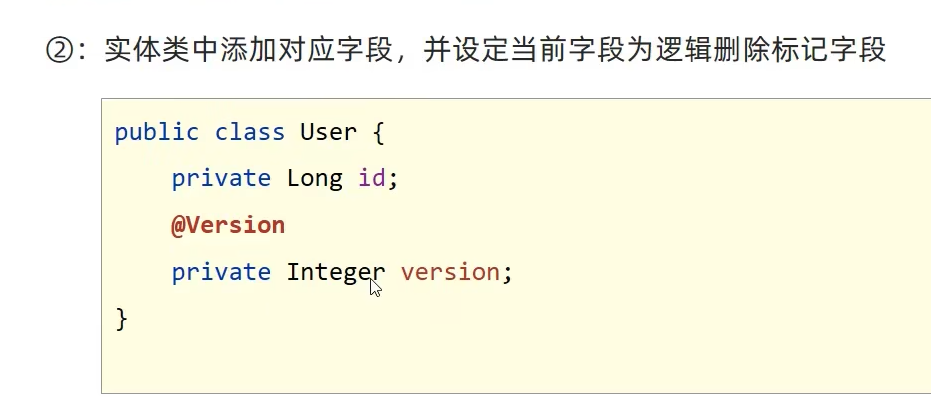 ②：实体类中添加对应字段，并设定当前字段为逻辑删除标记字段
public class User {
    private Long id;
    @Version
    private Integer version;
}